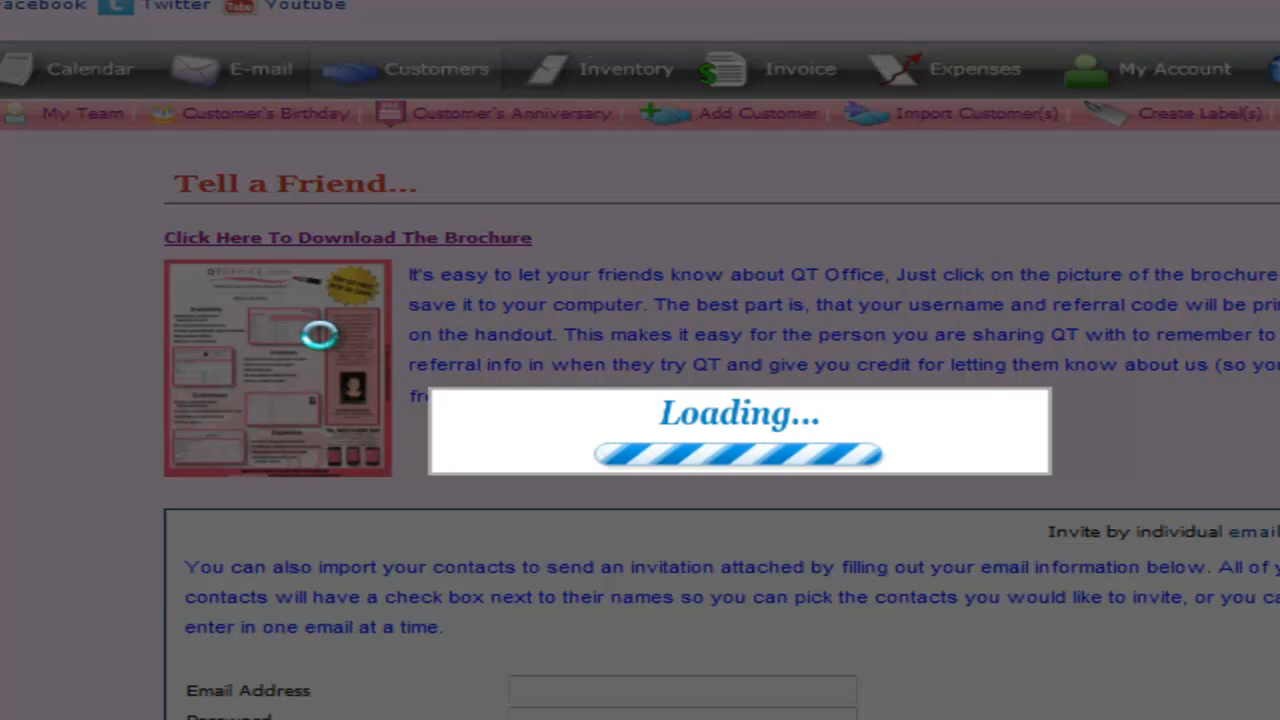 Twitter Youtube
Calendar E-mail Customers Inventory Invoice Expenses My Account
My Team Customer's Birthday Customer's Anniversary Add Customer Import Customer(s) Create Label(s)
Tell a Friend...
Click Here To Download The Brochure
It's easy to let your friends know about QT Office, Just click on the picture of the brochure
save it to your computer. The best part is, that your username and referral code will be
on the handout. This makes it easy for the person you are sharing QT with to remember to
referral info in when they try QT and give you credit for letting them know about us (so
Loading...
Invite by individual email
You can also import your contacts to send an invitation attached by filling out your email information below. All of
contacts will have a check box next to their names so you can pick the contacts you would like to invite, or you
enter in one email at a time.
Email Address
Password